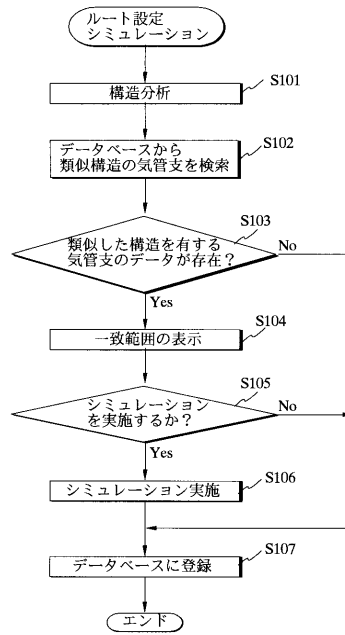 ルート設定
シミュレーション
S101
構造分析
S102
データベースから
類似構造の気管支を検索
S103
類似した構造を有する
気管支のデータが存在？
No
Yes
S104
一致範囲の表示
S105
シミュレーション
を実施するか？
No
Yes
S106
シミュレーション実施
S107
データベースに登録
エンド